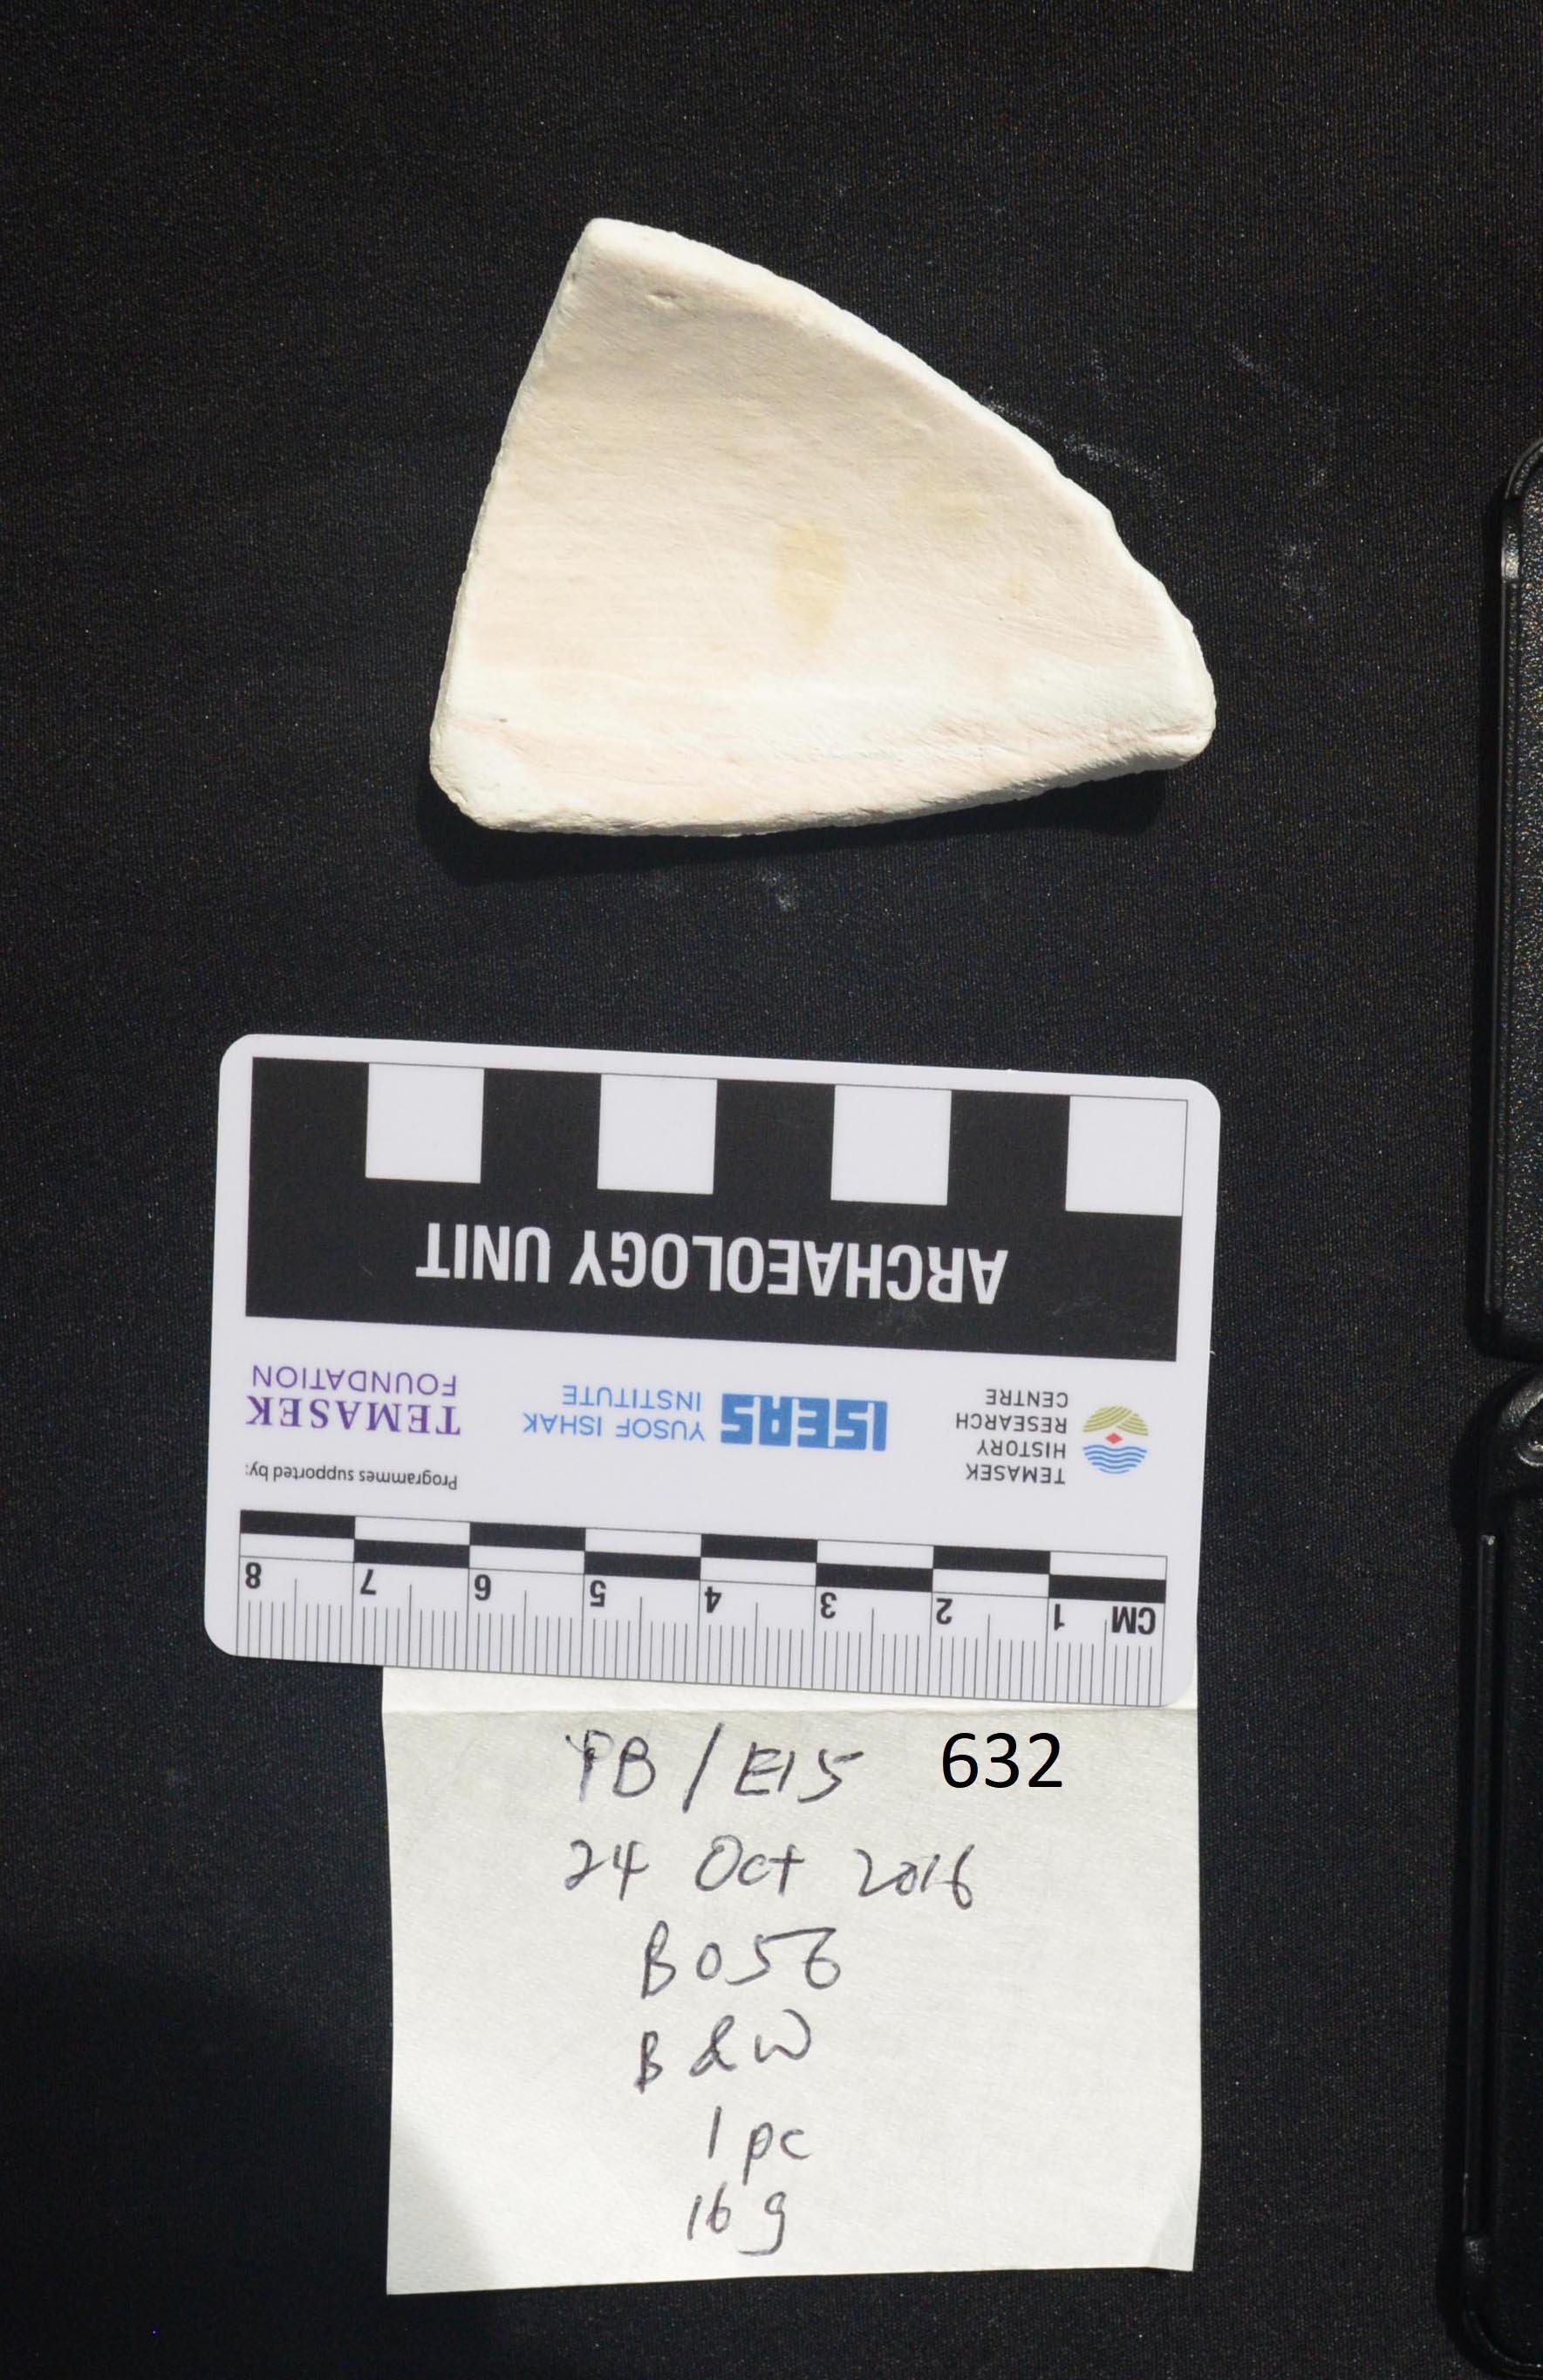 ARCHAEOLOGY UNIT
TEMASEK
HISTORY
RESEARCH
CENTRE
ISEAS
YUSOF ISHAK
INSTITUTE
Programmes supported by:
TEMASEK
FOUNDATION
CM 1 2 3 4 5 6 7 8
PB / E15 632
24 Oct 2016
B056
B & W
1 pc
16 g